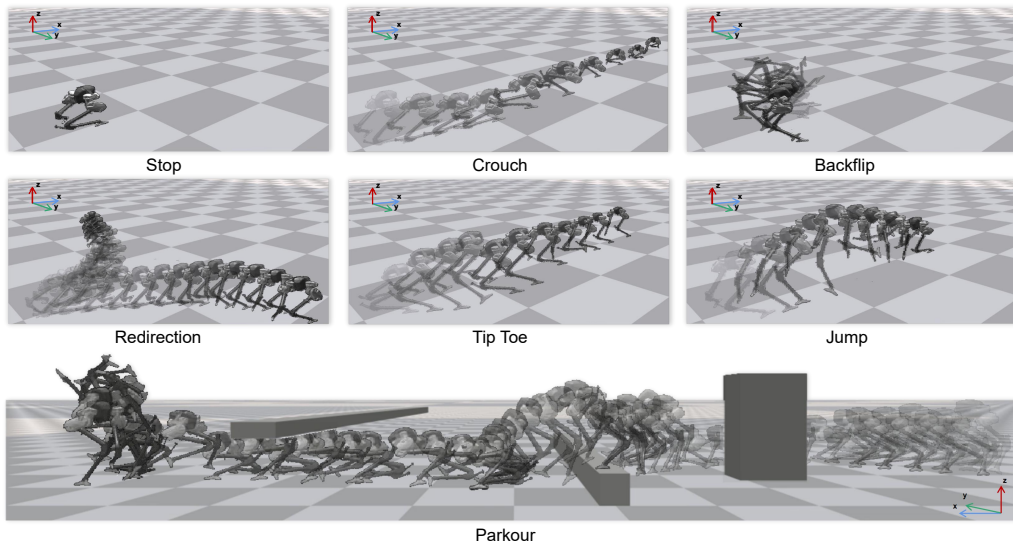 z
x
y
z
x
y
z
x
y
Stop
Crouch
Backflip
z
x
y
z
x
y
z
x
y
Redirection
Tip Toe
Jump
z
y
x
Parkour